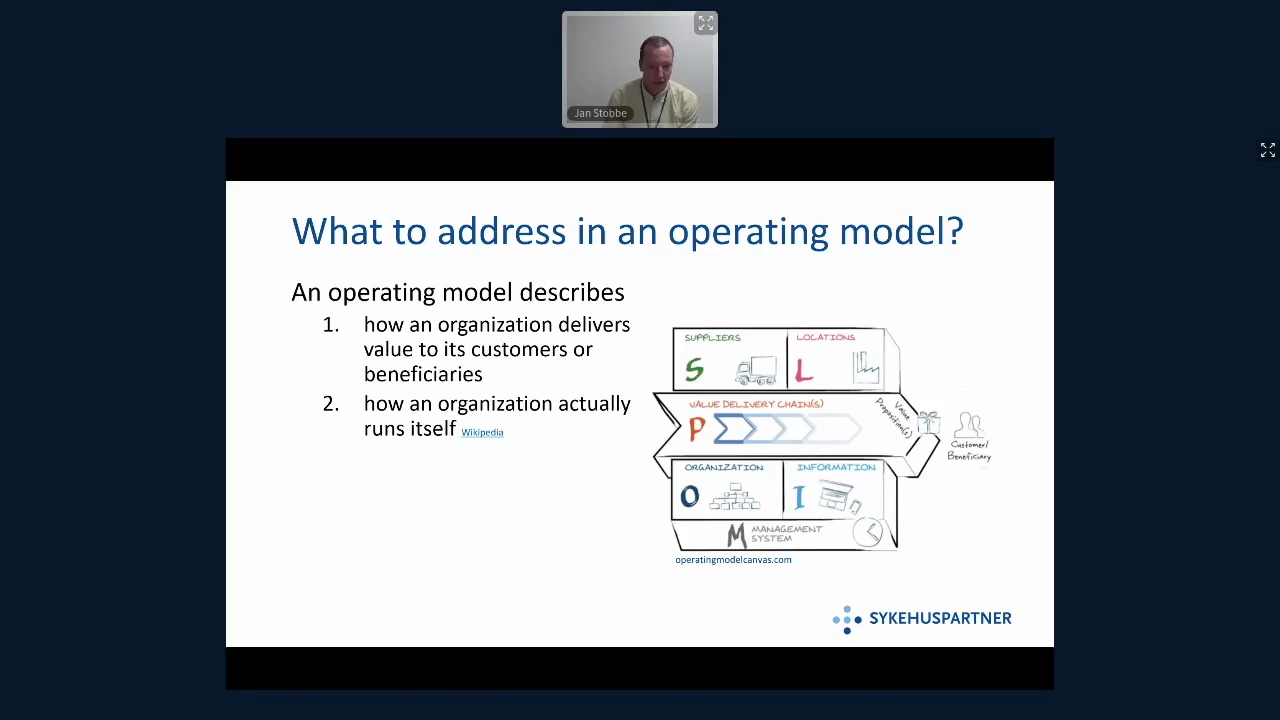 Jan Stobbe
What to address in an operating model?
An operating model describes
1. how an organization delivers
value to its customers or
beneficiaries
2. how an organization actually
runs itself Wikipedia
SUPPLIERS
S
LOCATIONS
L
VALUE DELIVERY CHAIN(S)
P
Value
Proposition(s)
Customer/
Beneficiary
ORGANIZATION
O
INFORMATION
I
M MANAGEMENT
SYSTEM
operatingmodelcanvas.com
SYKEHUSPARTNER